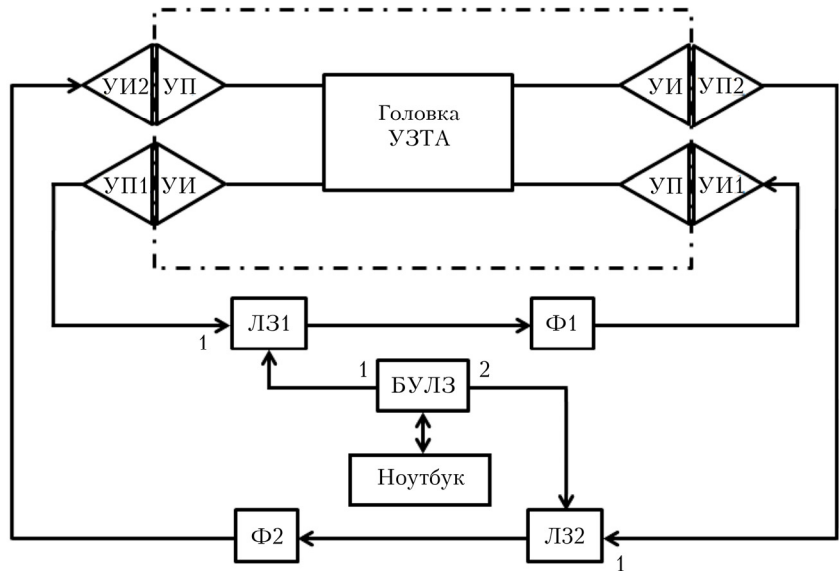 УИ2 УП
Головка
УЗТА
УИ УП2
УП1 УИ
УП УИ1
ЛЗ1
Ф1
1
1
БУЛЗ
2
Ноутбук
Ф2
ЛЗ2
1